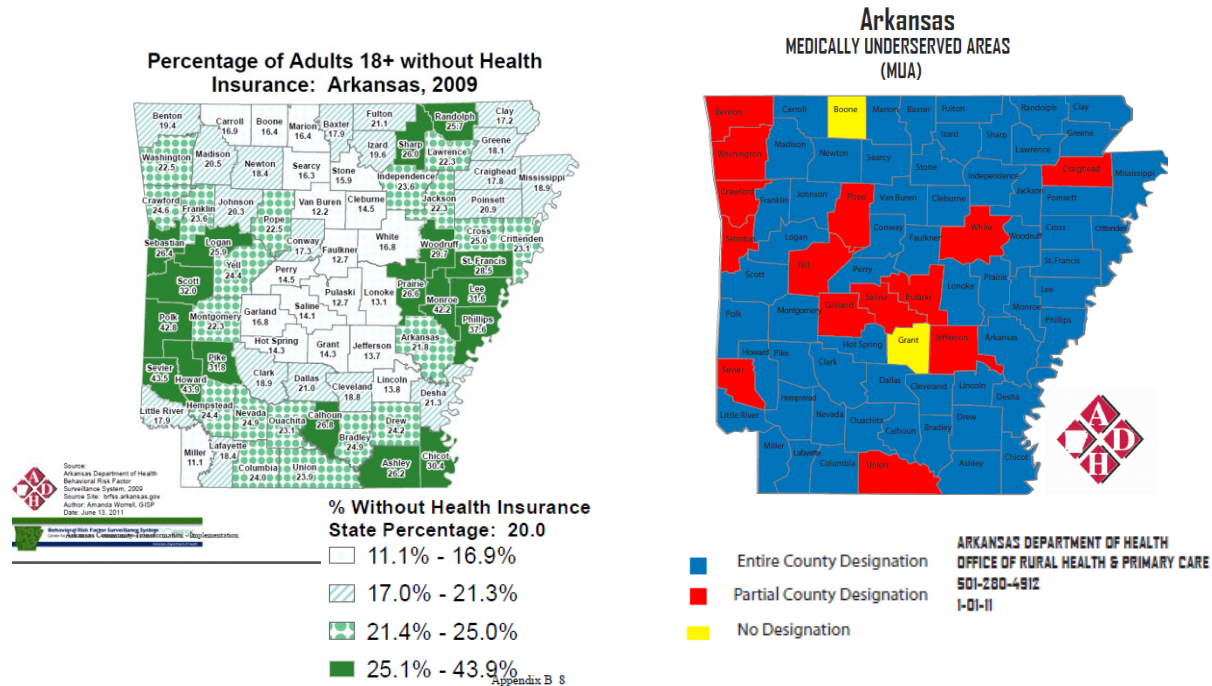 Percentage of Adults 18+ without Health
Insurance: Arkansas, 2009
Benton
19.4
Carroll
16.9
Boone
16.4
Marion
16.4
Baxter
17.9
Fulton
21.1
Randolph
25.7
Clay
17.2
Washington
22.5
Madison
20.5
Newton
18.4
Searcy
16.3
Stone
15.9
Izard
19.6
Sharp
26.0
Lawrence
22.3
Greene
18.1
Independence
23.6
Craighead
17.8
Mississippi
18.9
Crawford
24.6
Franklin
23.6
Johnson
20.3
Pope
22.5
Van Buren
12.2
Cleburne
14.5
Jackson
22.3
Poinsett
20.9
Sebastian
26.4
Logan
25.9
Yell
24.4
Conway
17.3
Faulkner
12.7
White
16.8
Woodruff
29.7
Cross
25.0
Crittenden
23.1
St. Francis
28.5
Scott
32.0
Perry
14.5
Pulaski
12.7
Lonoke
13.1
Prairie
26.6
Monroe
42.2
Lee
31.6
Phillips
37.6
Polk
42.8
Montgomery
22.3
Garland
16.8
Saline
14.1
Hot Spring
14.3
Grant
14.3
Jefferson
13.7
Arkansas
21.8
Sevier
43.5
Howard
43.9
Pike
31.8
Clark
18.9
Dallas
21.0
Cleveland
18.8
Lincoln
13.8
Desha
21.3
Little River
17.9
Hempstead
24.4
Nevada
24.9
Ouachita
23.1
Calhoun
26.8
Bradley
24.9
Drew
24.2
Miller
11.1
Lafayette
18.4
Columbia
24.0
Union
23.9
Ashley
26.2
Chicot
30.4
A
D
H
Source:
Arkansas Department of Health
Behavioral Risk Factor
Surveillance System, 2009
Source Site: brfss.arkansas.gov
Author: Amanda Worrell, GISP
Date: June 13, 2011
Behavioral Risk Factor Surveillance System
Arkansas Community Transformation - Implementation
% Without Health Insurance
State Percentage: 20.0
11.1% - 16.9%
17.0% - 21.3%
21.4% - 25.0%
25.1% - 43.9%
Appendix B 8
Arkansas
MEDICALLY UNDERSERVED AREAS
(MUA)
Benton
Carroll
Boone
Marion
Baxter
Fulton
Randolph
Clay
Washington
Madison
Newton
Searcy
Stone
Izard
Sharp
Lawrence
Greene
Independence
Craighead
Mississippi
Crawford
Franklin
Johnson
Pope
Van Buren
Cleburne
Jackson
Poinsett
Sebastian
Logan
Yell
Conway
Faulkner
White
Woodruff
Cross
Crittenden
St. Francis
Scott
Perry
Pulaski
Saline
Garland
Lonoke
Prairie
Monroe
Lee
Phillips
Polk
Montgomery
Hot Spring
Grant
Jefferson
Arkansas
Sevier
Howard
Pike
Clark
Dallas
Cleveland
Lincoln
Desha
Little River
Hempstead
Nevada
Ouachita
Calhoun
Bradley
Drew
Miller
Lafayette
Columbia
Union
Ashley
Chicot
A
D
H
Entire County Designation
Partial County Designation
No Designation
ARKANSAS DEPARTMENT OF HEALTH
OFFICE OF RURAL HEALTH & PRIMARY CARE
501-280-4912
1-01-11